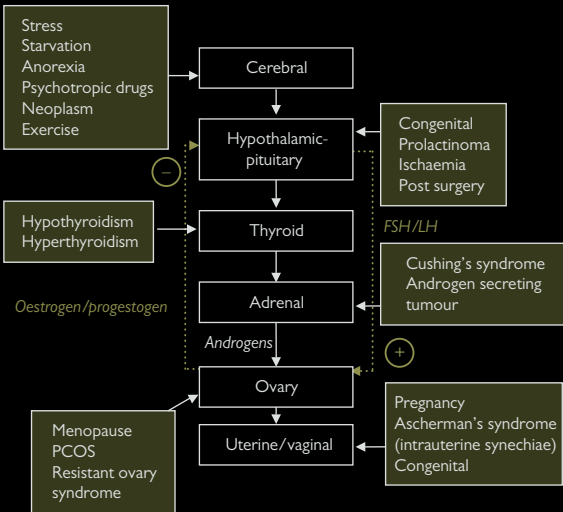 Stress
Starvation
Anorexia
Psychotropic drugs
Neoplasm
Exercise
Cerebral
Hypothalamic-
pituitary
Congenital
Prolactinoma
Ischaemia
Post surgery
−
Hypothyroidism
Hyperthyroidism
Thyroid
FSH/LH
Cushing's syndrome
Androgen secreting
tumour
Oestrogen/progestogen
Adrenal
Androgens
+
Ovary
Menopause
PCOS
Resistant ovary
syndrome
Uterine/vaginal
Pregnancy
Ascherman's syndrome
(intrauterine synechiae)
Congenital